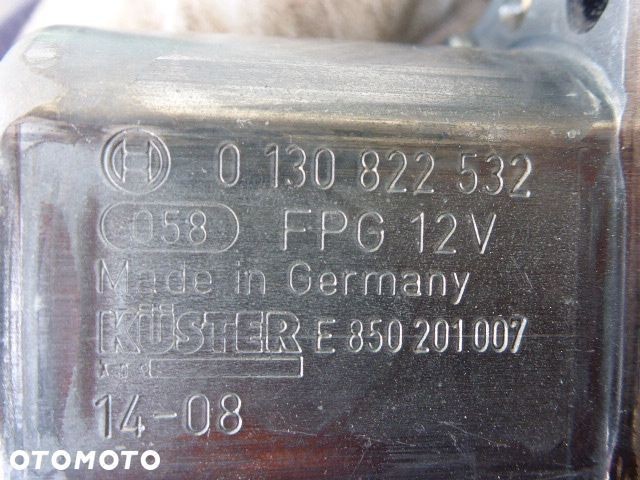 0 130 822 532
058 FPG 12V
Made in Germany
KÜSTER E 850 201 007
14-08
OTOMOTO